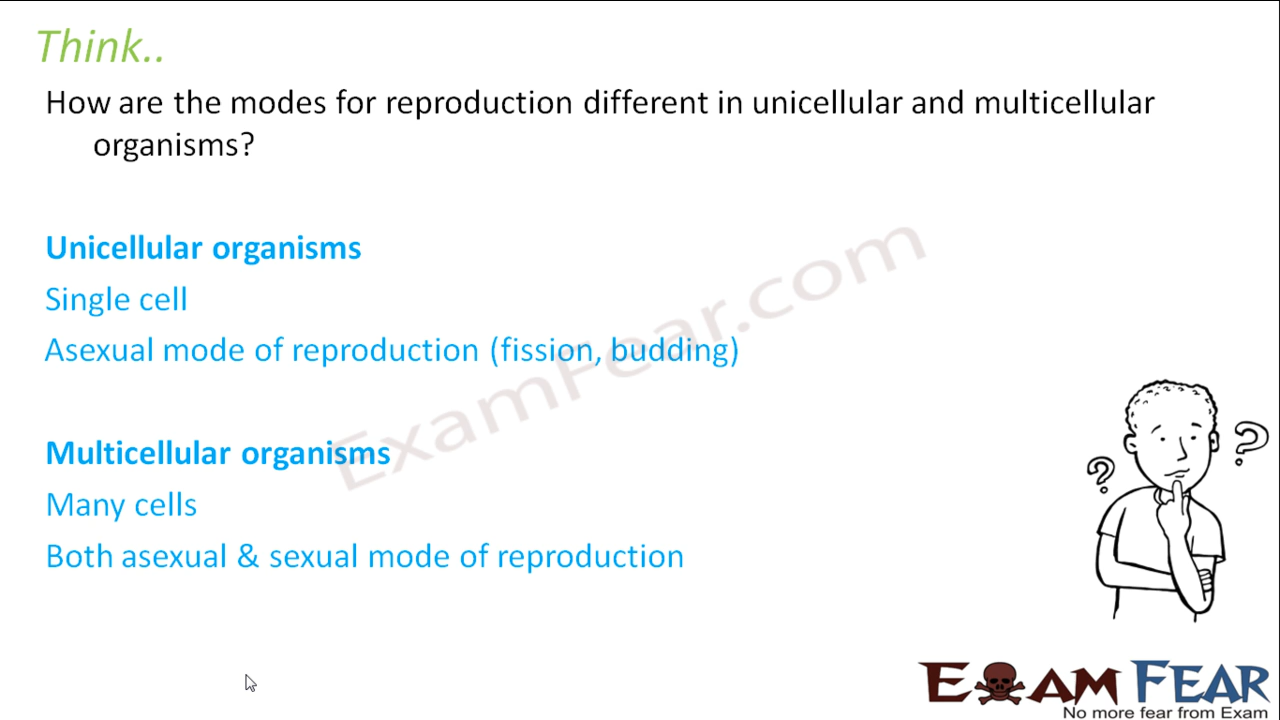 Think..
How are the modes for reproduction different in unicellular and multicellular
organisms?
Unicellular organisms
Single cell
Asexual mode of reproduction (fission, budding)
ExamFear.com
Multicellular organisms
Many cells
Both asexual & sexual mode of reproduction
? ?
EXAM FEAR
No more fear from Exam